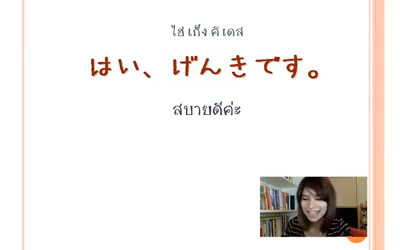 ไฮ่ เก็ง คิ เดส
はい、げんきです。
สบายดีค่ะ